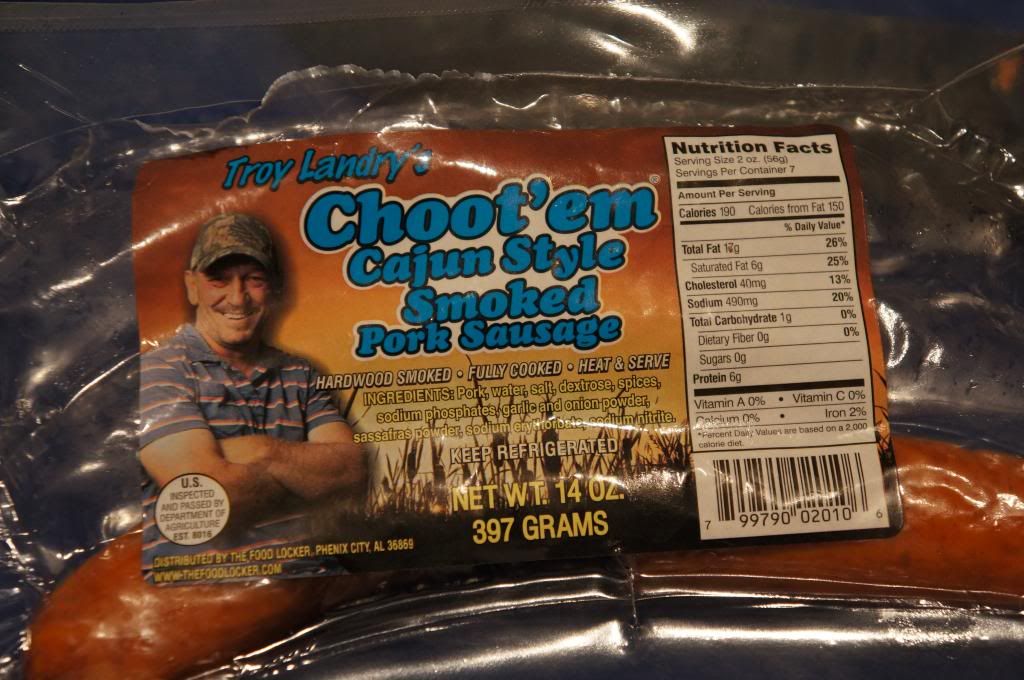 Troy Landry's
Choot'em®
Cajun Style
Smoked
Pork Sausage
HARDWOOD SMOKED • FULLY COOKED • HEAT & SERVE
INGREDIENTS: Pork, water, salt, dextrose, spices,
sodium phosphates, garlic and onion powder,
sassafras powder, sodium erythorbate, sodium nitrite.
KEEP REFRIGERATED
NET WT. 14 OZ.
397 GRAMS
U.S.
INSPECTED
AND PASSED BY
DEPARTMENT OF
AGRICULTURE
EST. 8016
DISTRIBUTED BY THE FOOD LOCKER, PHENIX CITY, AL 36869
WWW.THEFOODLOCKER.COM
Nutrition Facts
Serving Size 2 oz. (56g)
Servings Per Container 7
Amount Per Serving
Calories 190 Calories from Fat 150
% Daily Value*
Total Fat 17g 26%
Saturated Fat 6g 25%
Cholesterol 40mg 13%
Sodium 490mg 20%
Total Carbohydrate 1g 0%
Dietary Fiber 0g 0%
Sugars 0g
Protein 6g
Vitamin A 0% • Vitamin C 0%
Calcium 0% • Iron 2%
*Percent Daily Values are based on a 2,000
calorie diet.
7 99790 02010 6